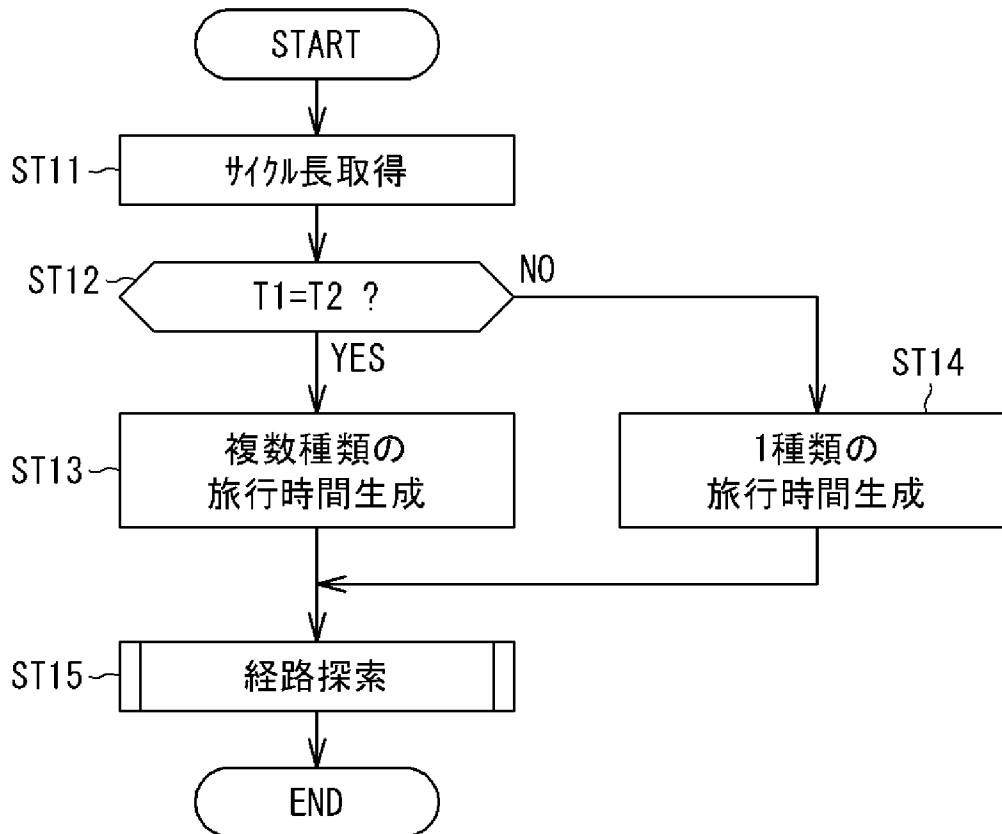 START
ST11
ｻｲｸﾙ長取得
ST12
T1=T2 ?
NO
YES
ST14
ST13
複数種類の
旅行時間生成
1種類の
旅行時間生成
ST15
経路探索
END